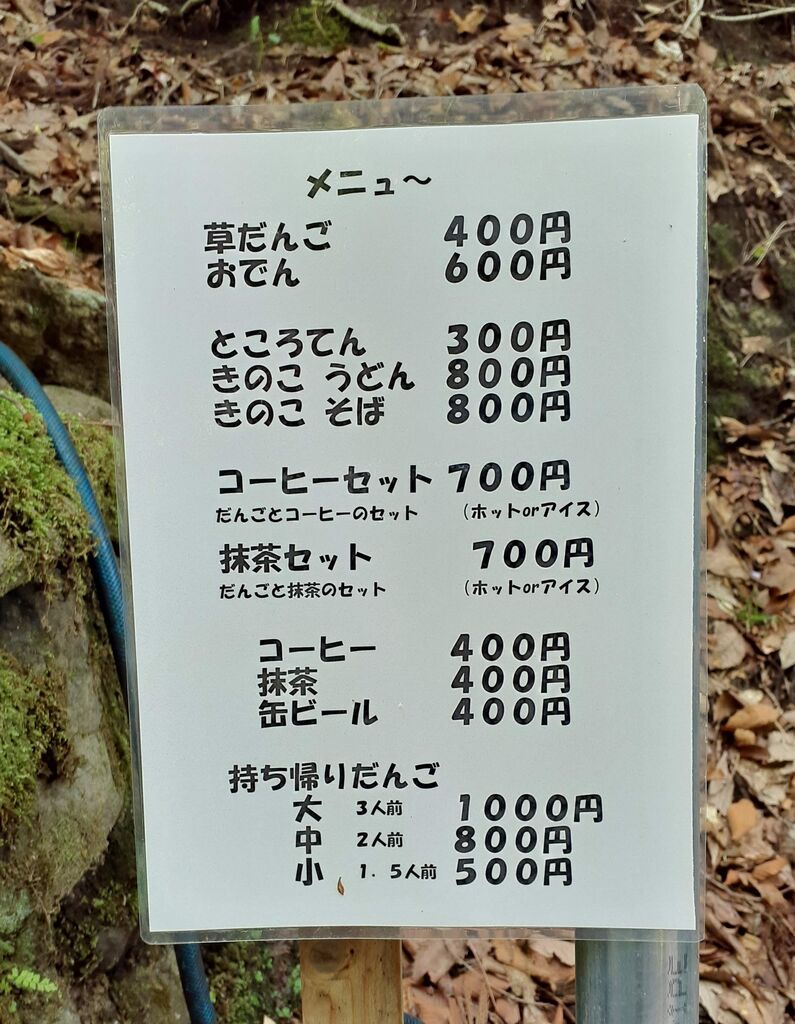 メニュ～
草だんご 400円
おでん 600円
ところてん 300円
きのこ うどん 800円
きのこ そば 800円
コーヒーセット 700円
だんごとコーヒーのセット （ホットorアイス）
抹茶セット 700円
だんごと抹茶のセット （ホットorアイス）
コーヒー 400円
抹茶 400円
缶ビール 400円
持ち帰りだんご
大 3人前 1000円
中 2人前 800円
小 1．5人前 500円